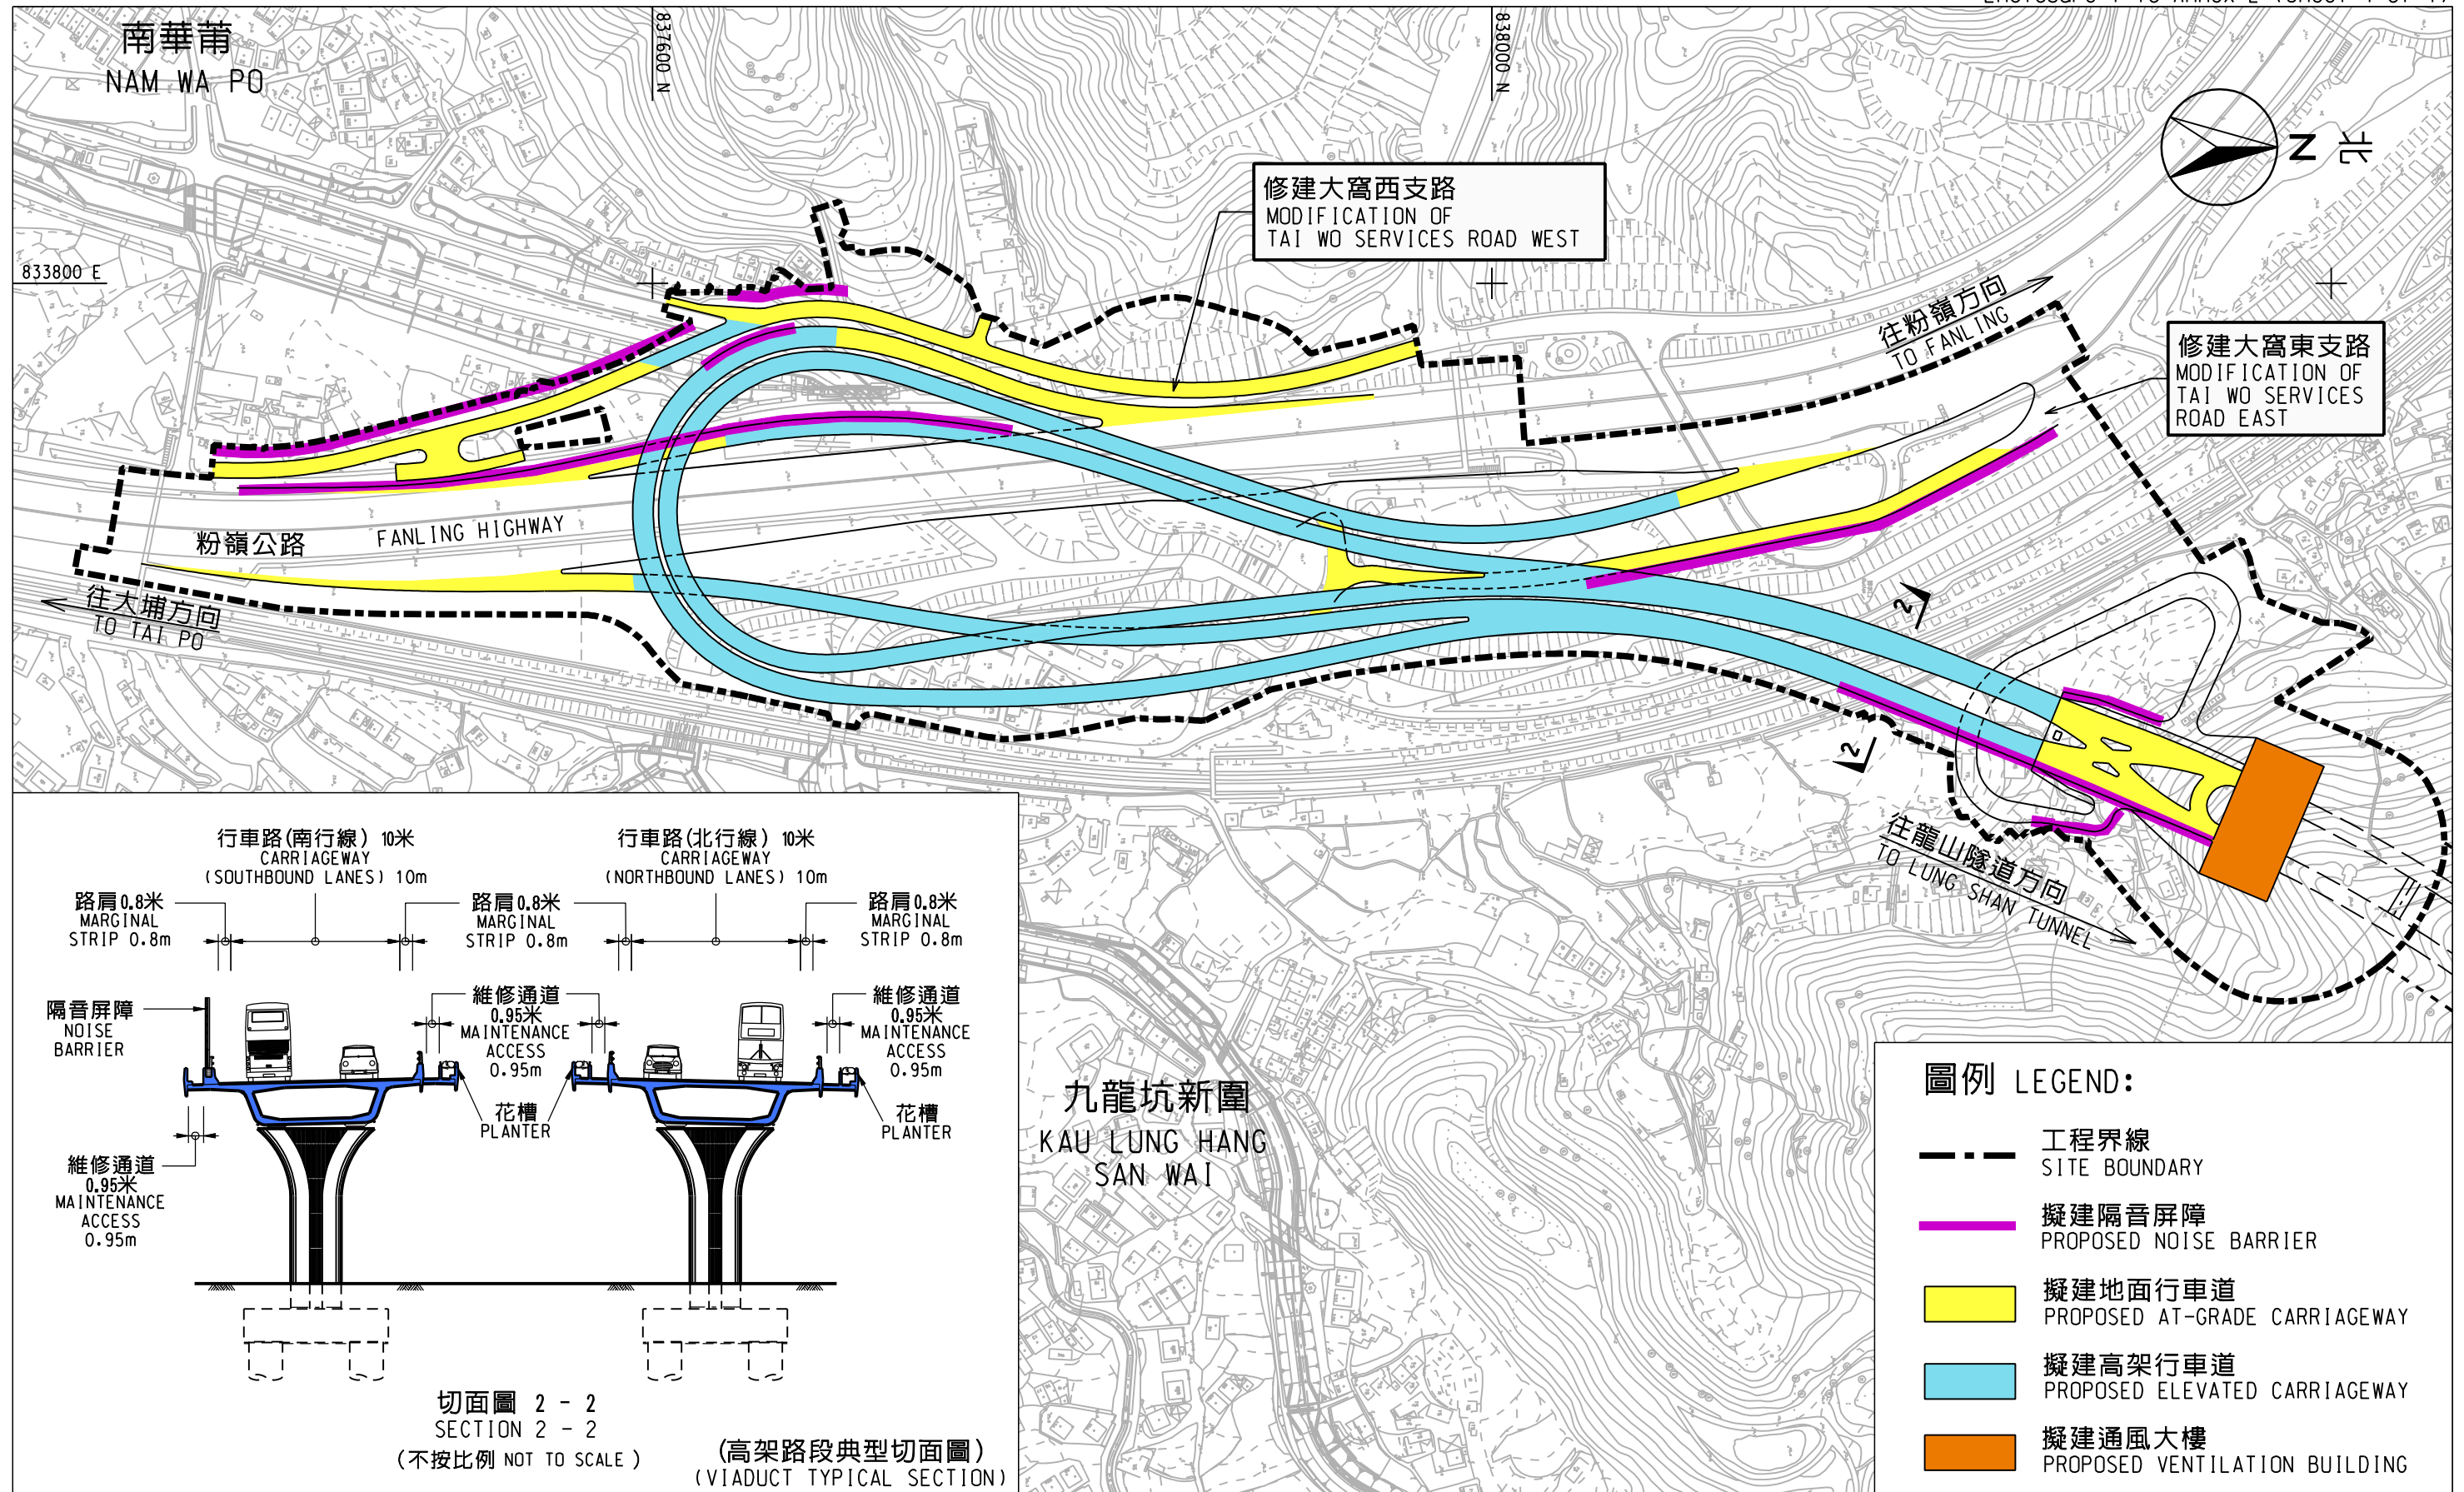 南華莆
NAM WA PO
837600 N
838000 N
833800 E
N 北
修建大窩西支路
MODIFICATION OF
TAI WO SERVICES ROAD WEST
往粉嶺方向
TO FANLING
修建大窩東支路
MODIFICATION OF
TAI WO SERVICES
ROAD EAST
粉嶺公路 FANLING HIGHWAY
往大埔方向
TO TAI PO
2
2
往龍山隧道方向
TO LUNG SHAN TUNNEL
九龍坑新圍
KAU LUNG HANG
SAN WAI
行車路(南行線) 10米
CARRIAGEWAY
(SOUTHBOUND LANES) 10m
行車路(北行線) 10米
CARRIAGEWAY
(NORTHBOUND LANES) 10m
路肩0.8米
MARGINAL
STRIP 0.8m
路肩0.8米
MARGINAL
STRIP 0.8m
路肩0.8米
MARGINAL
STRIP 0.8m
隔音屏障
NOISE
BARRIER
維修通道
0.95米
MAINTENANCE
ACCESS
0.95m
維修通道
0.95米
MAINTENANCE
ACCESS
0.95m
花槽
PLANTER
花槽
PLANTER
維修通道
0.95米
MAINTENANCE
ACCESS
0.95m
切面圖 2 - 2
SECTION 2 - 2
(不按比例 NOT TO SCALE)
(高架路段典型切面圖)
(VIADUCT TYPICAL SECTION)
圖例 LEGEND:
工程界線
SITE BOUNDARY
擬建隔音屏障
PROPOSED NOISE BARRIER
擬建地面行車道
PROPOSED AT-GRADE CARRIAGEWAY
擬建高架行車道
PROPOSED ELEVATED CARRIAGEWAY
擬建通風大樓
PROPOSED VENTILATION BUILDING